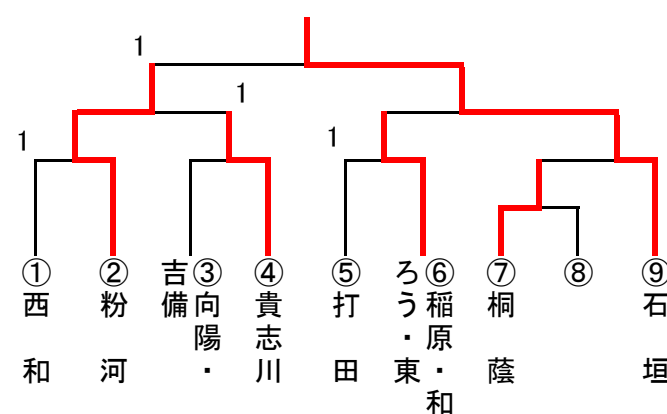 1
1
1
1
①西和
②粉河
③向陽・吉備
④貴志川
⑤打田
⑥稲原・和ろう・東
⑦桐蔭
⑧
⑨石垣